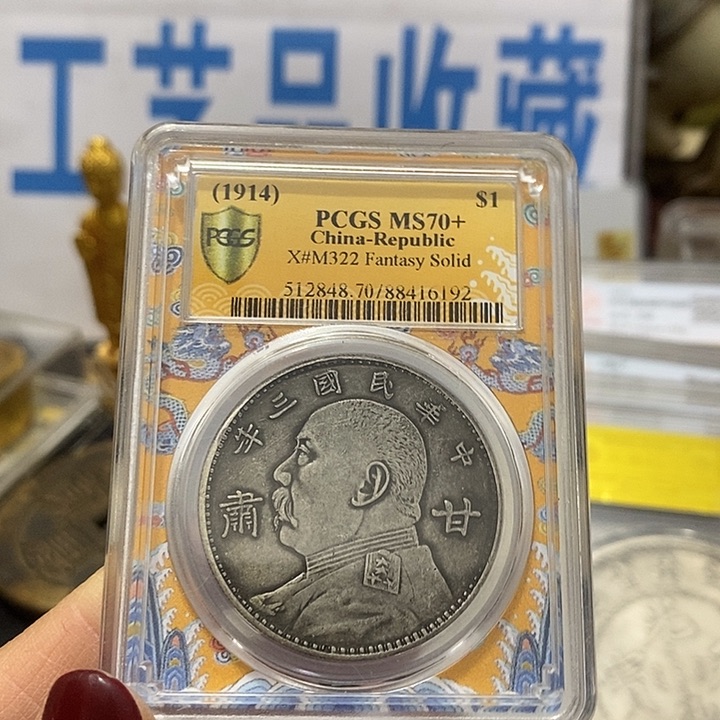 工艺品收藏
(1914) $1
PCGS MS70+
PCGS
China-Republic
X#M322 Fantasy Solid
512848.70/88416192
中華民國三年
甘肅